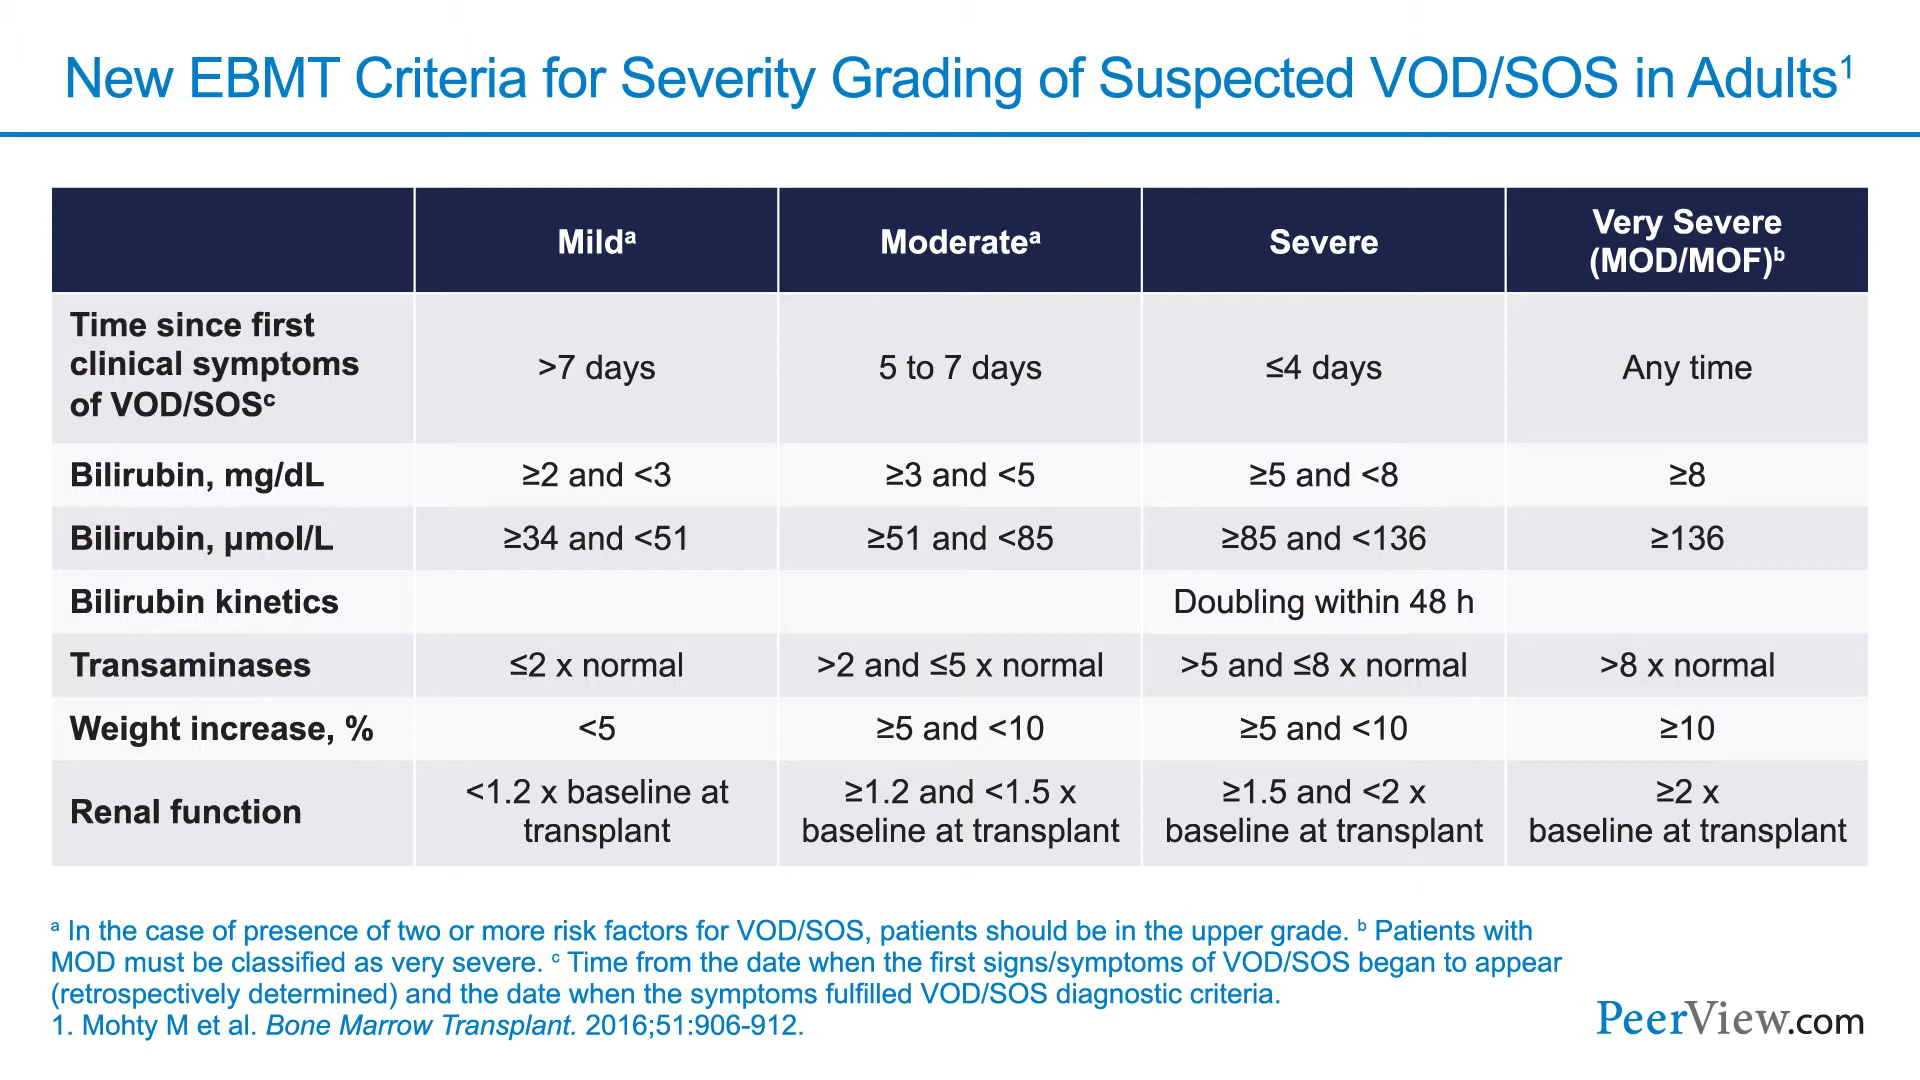 New EBMT Criteria for Severity Grading of Suspected VOD/SOS in Adults¹
Mildᵃ
Moderateᵃ
Severe
Very Severe
(MOD/MOF)ᵇ
Time since first
clinical symptoms
of VOD/SOSᶜ
>7 days
5 to 7 days
≤4 days
Any time
Bilirubin, mg/dL
≥2 and <3
≥3 and <5
≥5 and <8
≥8
Bilirubin, µmol/L
≥34 and <51
≥51 and <85
≥85 and <136
≥136
Bilirubin kinetics
Doubling within 48 h
Transaminases
≤2 x normal
>2 and ≤5 x normal
>5 and ≤8 x normal
>8 x normal
Weight increase, %
<5
≥5 and <10
≥5 and <10
≥10
Renal function
<1.2 x baseline at
transplant
≥1.2 and <1.5 x
baseline at transplant
≥1.5 and <2 x
baseline at transplant
≥2 x
baseline at transplant
ᵃ In the case of presence of two or more risk factors for VOD/SOS, patients should be in the upper grade. ᵇ Patients with
MOD must be classified as very severe. ᶜ Time from the date when the first signs/symptoms of VOD/SOS began to appear
(retrospectively determined) and the date when the symptoms fulfilled VOD/SOS diagnostic criteria.
1. Mohty M et al. Bone Marrow Transplant. 2016;51:906-912.
PeerView.com